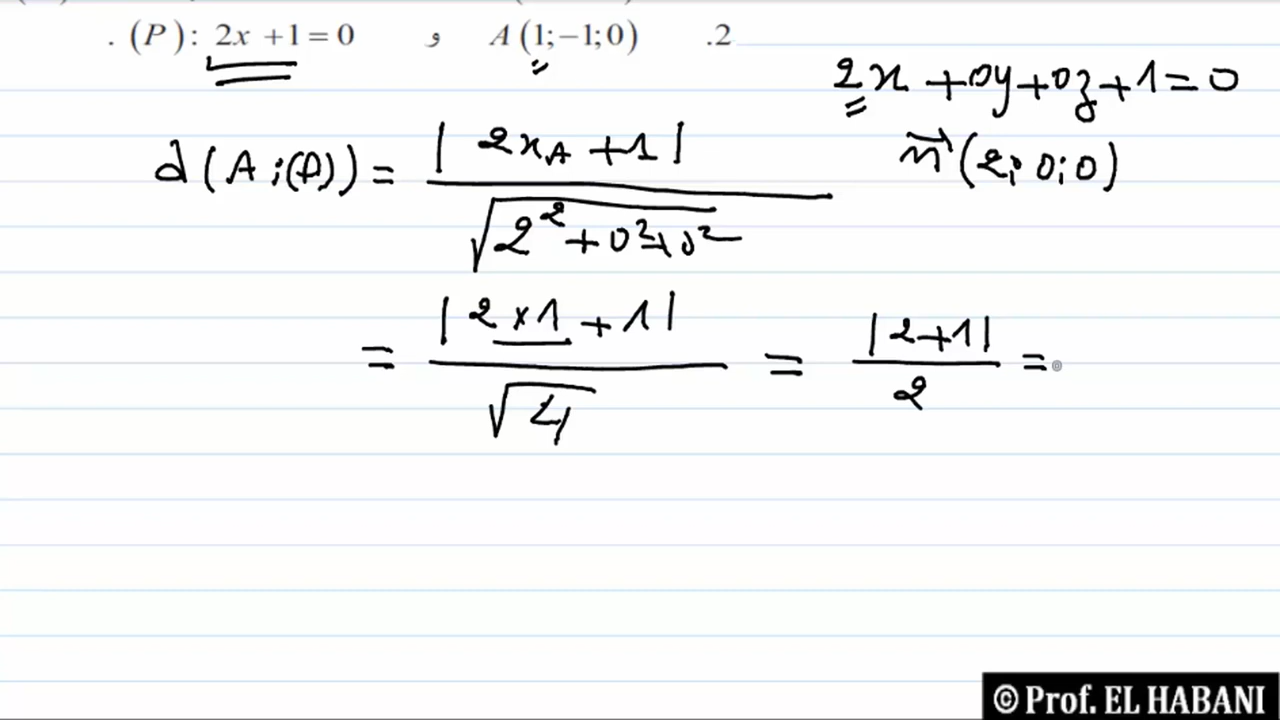 .2 A(1;−1;0) و (P): 2x+1=0 .
2x+0y+0z+1=0
n⃗(2;0;0)
d(A;(P)) = |2x_A+1| / √(2²+0²+0²)
= |2×1+1| / √4 = |2+1| / 2 =
© Prof. EL HABANI